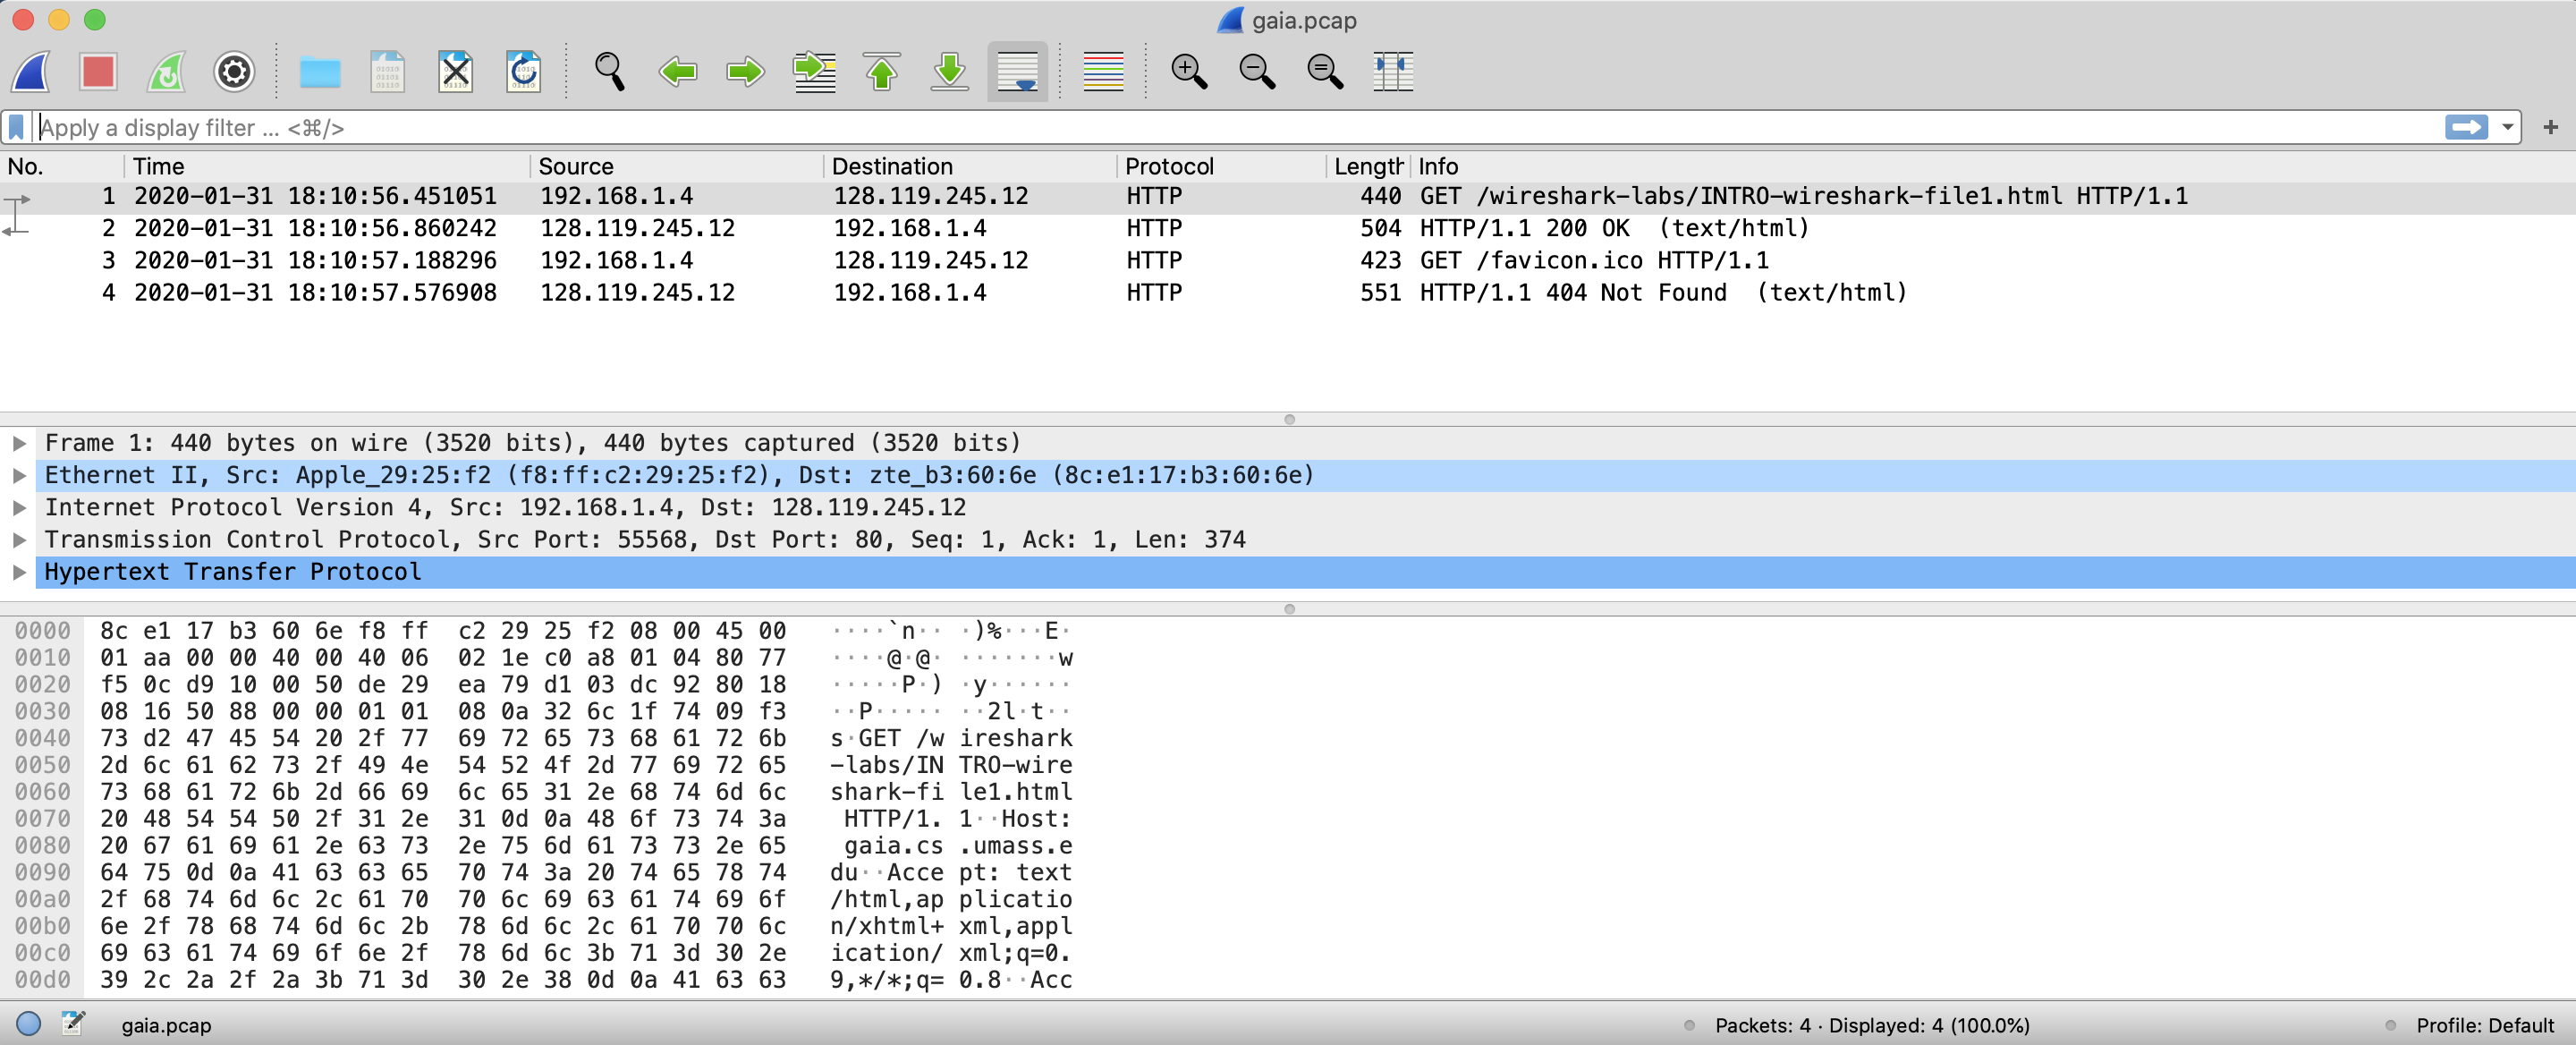 gaia.pcap
Apply a display filter ... <⌘/>
No. Time Source Destination Protocol Length Info
1 2020-01-31 18:10:56.451051 192.168.1.4 128.119.245.12 HTTP 440 GET /wireshark-labs/INTRO-wireshark-file1.html HTTP/1.1
2 2020-01-31 18:10:56.860242 128.119.245.12 192.168.1.4 HTTP 504 HTTP/1.1 200 OK  (text/html)
3 2020-01-31 18:10:57.188296 192.168.1.4 128.119.245.12 HTTP 423 GET /favicon.ico HTTP/1.1
4 2020-01-31 18:10:57.576908 128.119.245.12 192.168.1.4 HTTP 551 HTTP/1.1 404 Not Found  (text/html)
Frame 1: 440 bytes on wire (3520 bits), 440 bytes captured (3520 bits)
Ethernet II, Src: Apple_29:25:f2 (f8:ff:c2:29:25:f2), Dst: zte_b3:60:6e (8c:e1:17:b3:60:6e)
Internet Protocol Version 4, Src: 192.168.1.4, Dst: 128.119.245.12
Transmission Control Protocol, Src Port: 55568, Dst Port: 80, Seq: 1, Ack: 1, Len: 374
Hypertext Transfer Protocol
0000 8c e1 17 b3 60 6e f8 ff c2 29 25 f2 08 00 45 00 ····`n·· ·)%···E·
0010 01 aa 00 00 40 00 40 06 02 1e c0 a8 01 04 80 77 ····@·@· ·······w
0020 f5 0c d9 10 00 50 de 29 ea 79 d1 03 dc 92 80 18 ·····P·) ·y······
0030 08 16 50 88 00 00 01 01 08 0a 32 6c 1f 74 09 f3 ··P····· ··2l·t··
0040 73 d2 47 45 54 20 2f 77 69 72 65 73 68 61 72 6b s·GET /w ireshark
0050 2d 6c 61 62 73 2f 49 4e 54 52 4f 2d 77 69 72 65 -labs/IN TRO-wire
0060 73 68 61 72 6b 2d 66 69 6c 65 31 2e 68 74 6d 6c shark-fi le1.html
0070 20 48 54 54 50 2f 31 2e 31 0d 0a 48 6f 73 74 3a  HTTP/1. 1··Host:
0080 20 67 61 69 61 2e 63 73 2e 75 6d 61 73 73 2e 65  gaia.cs .umass.e
0090 64 75 0d 0a 41 63 63 65 70 74 3a 20 74 65 78 74 du··Acce pt: text
00a0 2f 68 74 6d 6c 2c 61 70 70 6c 69 63 61 74 69 6f /html,ap plicatio
00b0 6e 2f 78 68 74 6d 6c 2b 78 6d 6c 2c 61 70 70 6c n/xhtml+ xml,appl
00c0 69 63 61 74 69 6f 6e 2f 78 6d 6c 3b 71 3d 30 2e ication/ xml;q=0.
00d0 39 2c 2a 2f 2a 3b 71 3d 30 2e 38 0d 0a 41 63 63 9,*/*;q= 0.8··Acc
gaia.pcap Packets: 4 · Displayed: 4 (100.0%) Profile: Default